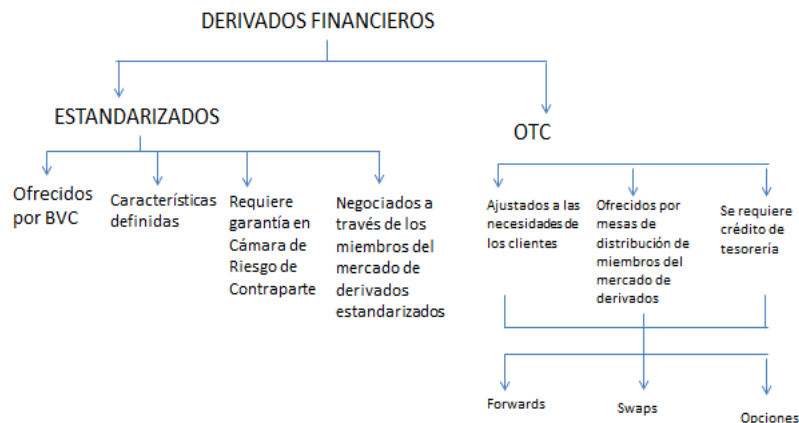 DERIVADOS FINANCIEROS
ESTANDARIZADOS
OTC
Ofrecidos
por BVC
Características
definidas
Requiere
garantía en
Cámara de
Riesgo de
Contraparte
Negociados a
través de los
miembros del
mercado de
derivados
estandarizados
Ajustados a las
necesidades de
los clientes
Ofrecidos por
mesas de
distribución de
miembros del
mercado de
derivados
Se requiere
crédito de
tesorería
Forwards
Swaps
Opciones